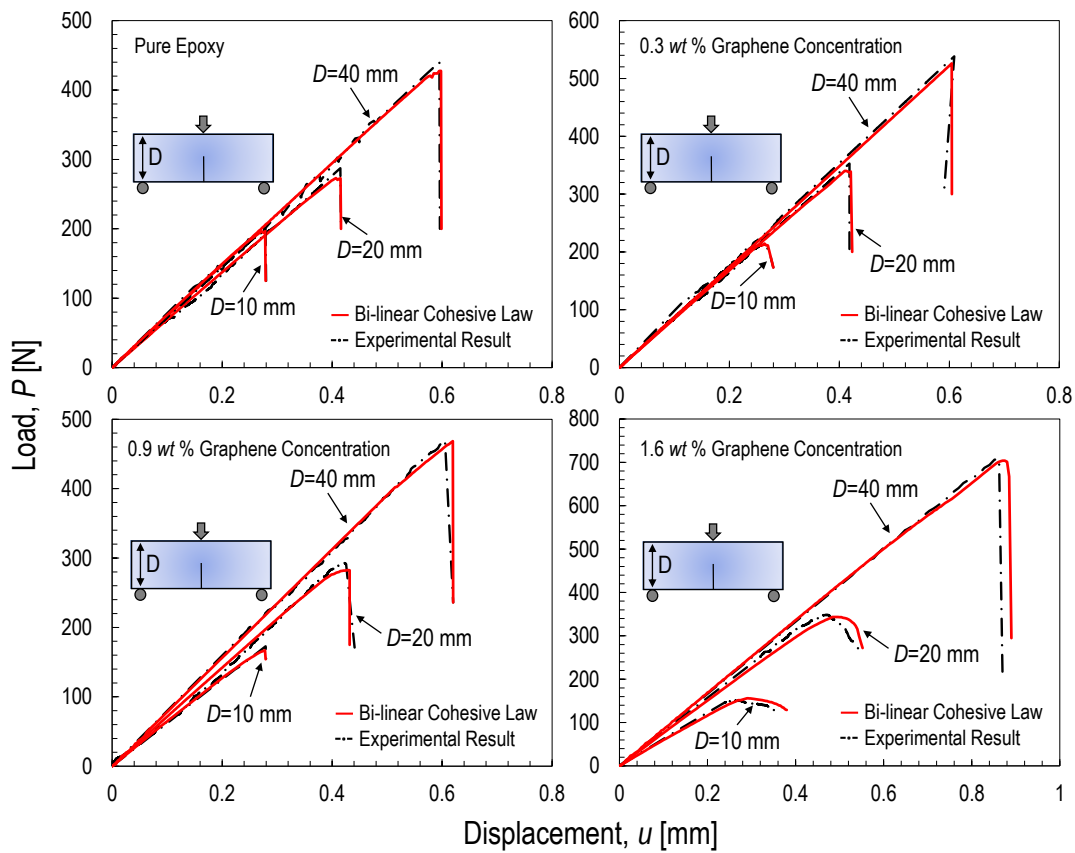 Load, P [N]
500
400
300
200
100
0
Pure Epoxy
D=40 mm
D
D=20 mm
D=10 mm
Bi-linear Cohesive Law
Experimental Result
0 0.2 0.4 0.6 0.8
600
500
400
300
200
100
0
0.3 wt % Graphene Concentration
D=40 mm
D
D=20 mm
D=10 mm
Bi-linear Cohesive Law
Experimental Result
0 0.2 0.4 0.6 0.8
500
400
300
200
100
0
0.9 wt % Graphene Concentration
D=40 mm
D
D=20 mm
D=10 mm
Bi-linear Cohesive Law
Experimental Result
0 0.2 0.4 0.6 0.8
800
700
600
500
400
300
200
100
0
1.6 wt % Graphene Concentration
D=40 mm
D
D=20 mm
D=10 mm
Bi-linear Cohesive Law
Experimental Result
0 0.2 0.4 0.6 0.8 1
Displacement, u [mm]